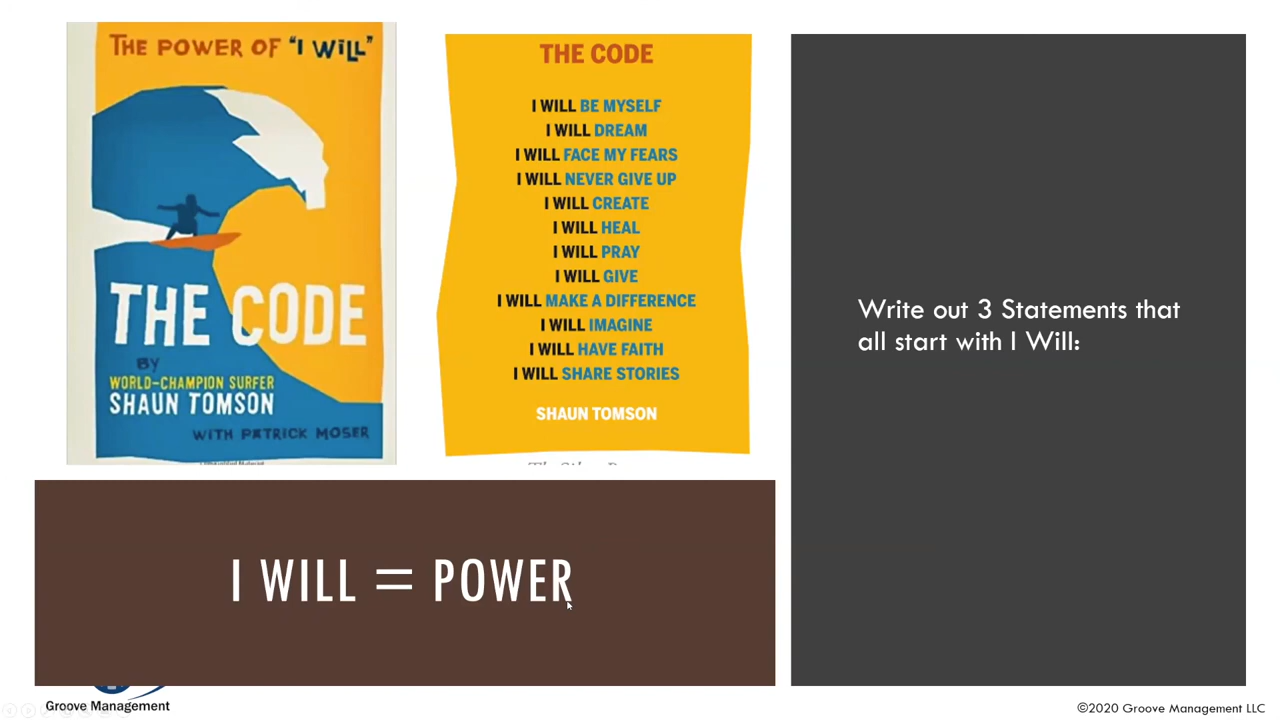 THE POWER OF "I WILL"
THE CODE
BY
WORLD-CHAMPION SURFER
SHAUN TOMSON
WITH PATRICK MOSER
THE CODE
I WILL BE MYSELF
I WILL DREAM
I WILL FACE MY FEARS
I WILL NEVER GIVE UP
I WILL CREATE
I WILL HEAL
I WILL PRAY
I WILL GIVE
I WILL MAKE A DIFFERENCE
I WILL IMAGINE
I WILL HAVE FAITH
I WILL SHARE STORIES
SHAUN TOMSON
Write out 3 Statements that
all start with I Will:
I WILL = POWER
Groove Management
©2020 Groove Management LLC